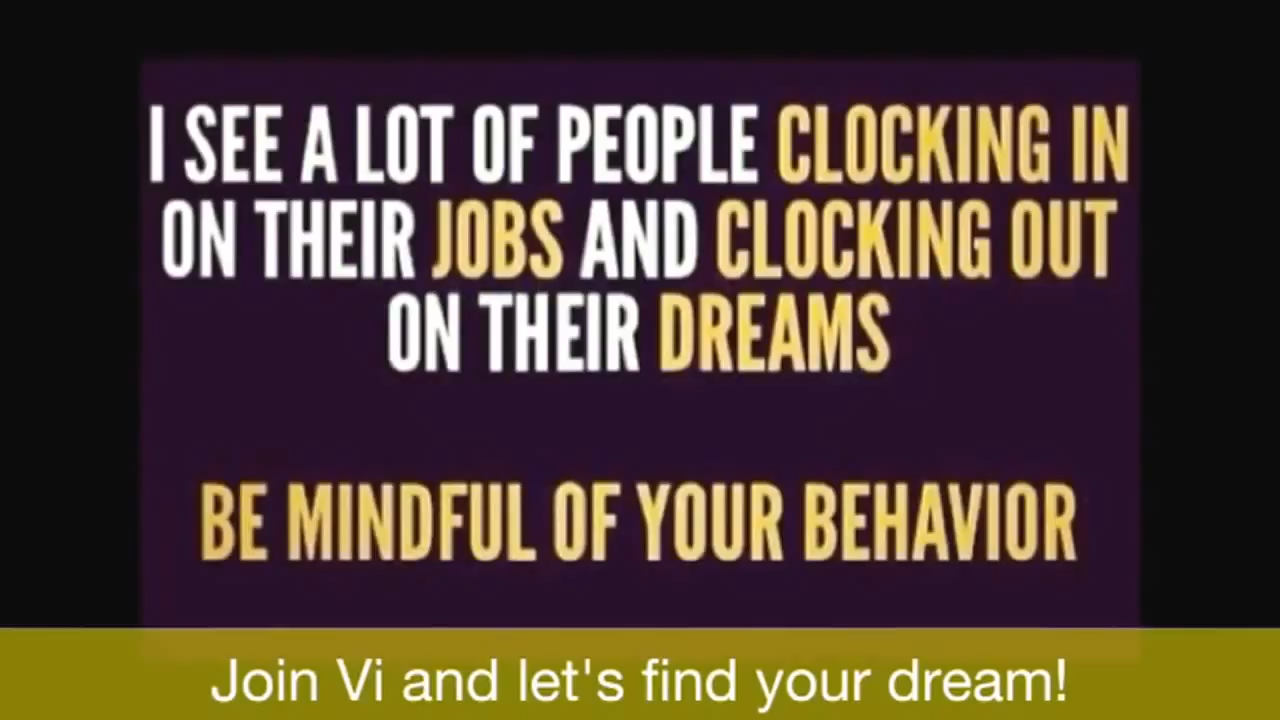 I SEE A LOT OF PEOPLE CLOCKING IN
ON THEIR JOBS AND CLOCKING OUT
ON THEIR DREAMS
BE MINDFUL OF YOUR BEHAVIOR
Join Vi and let's find your dream!